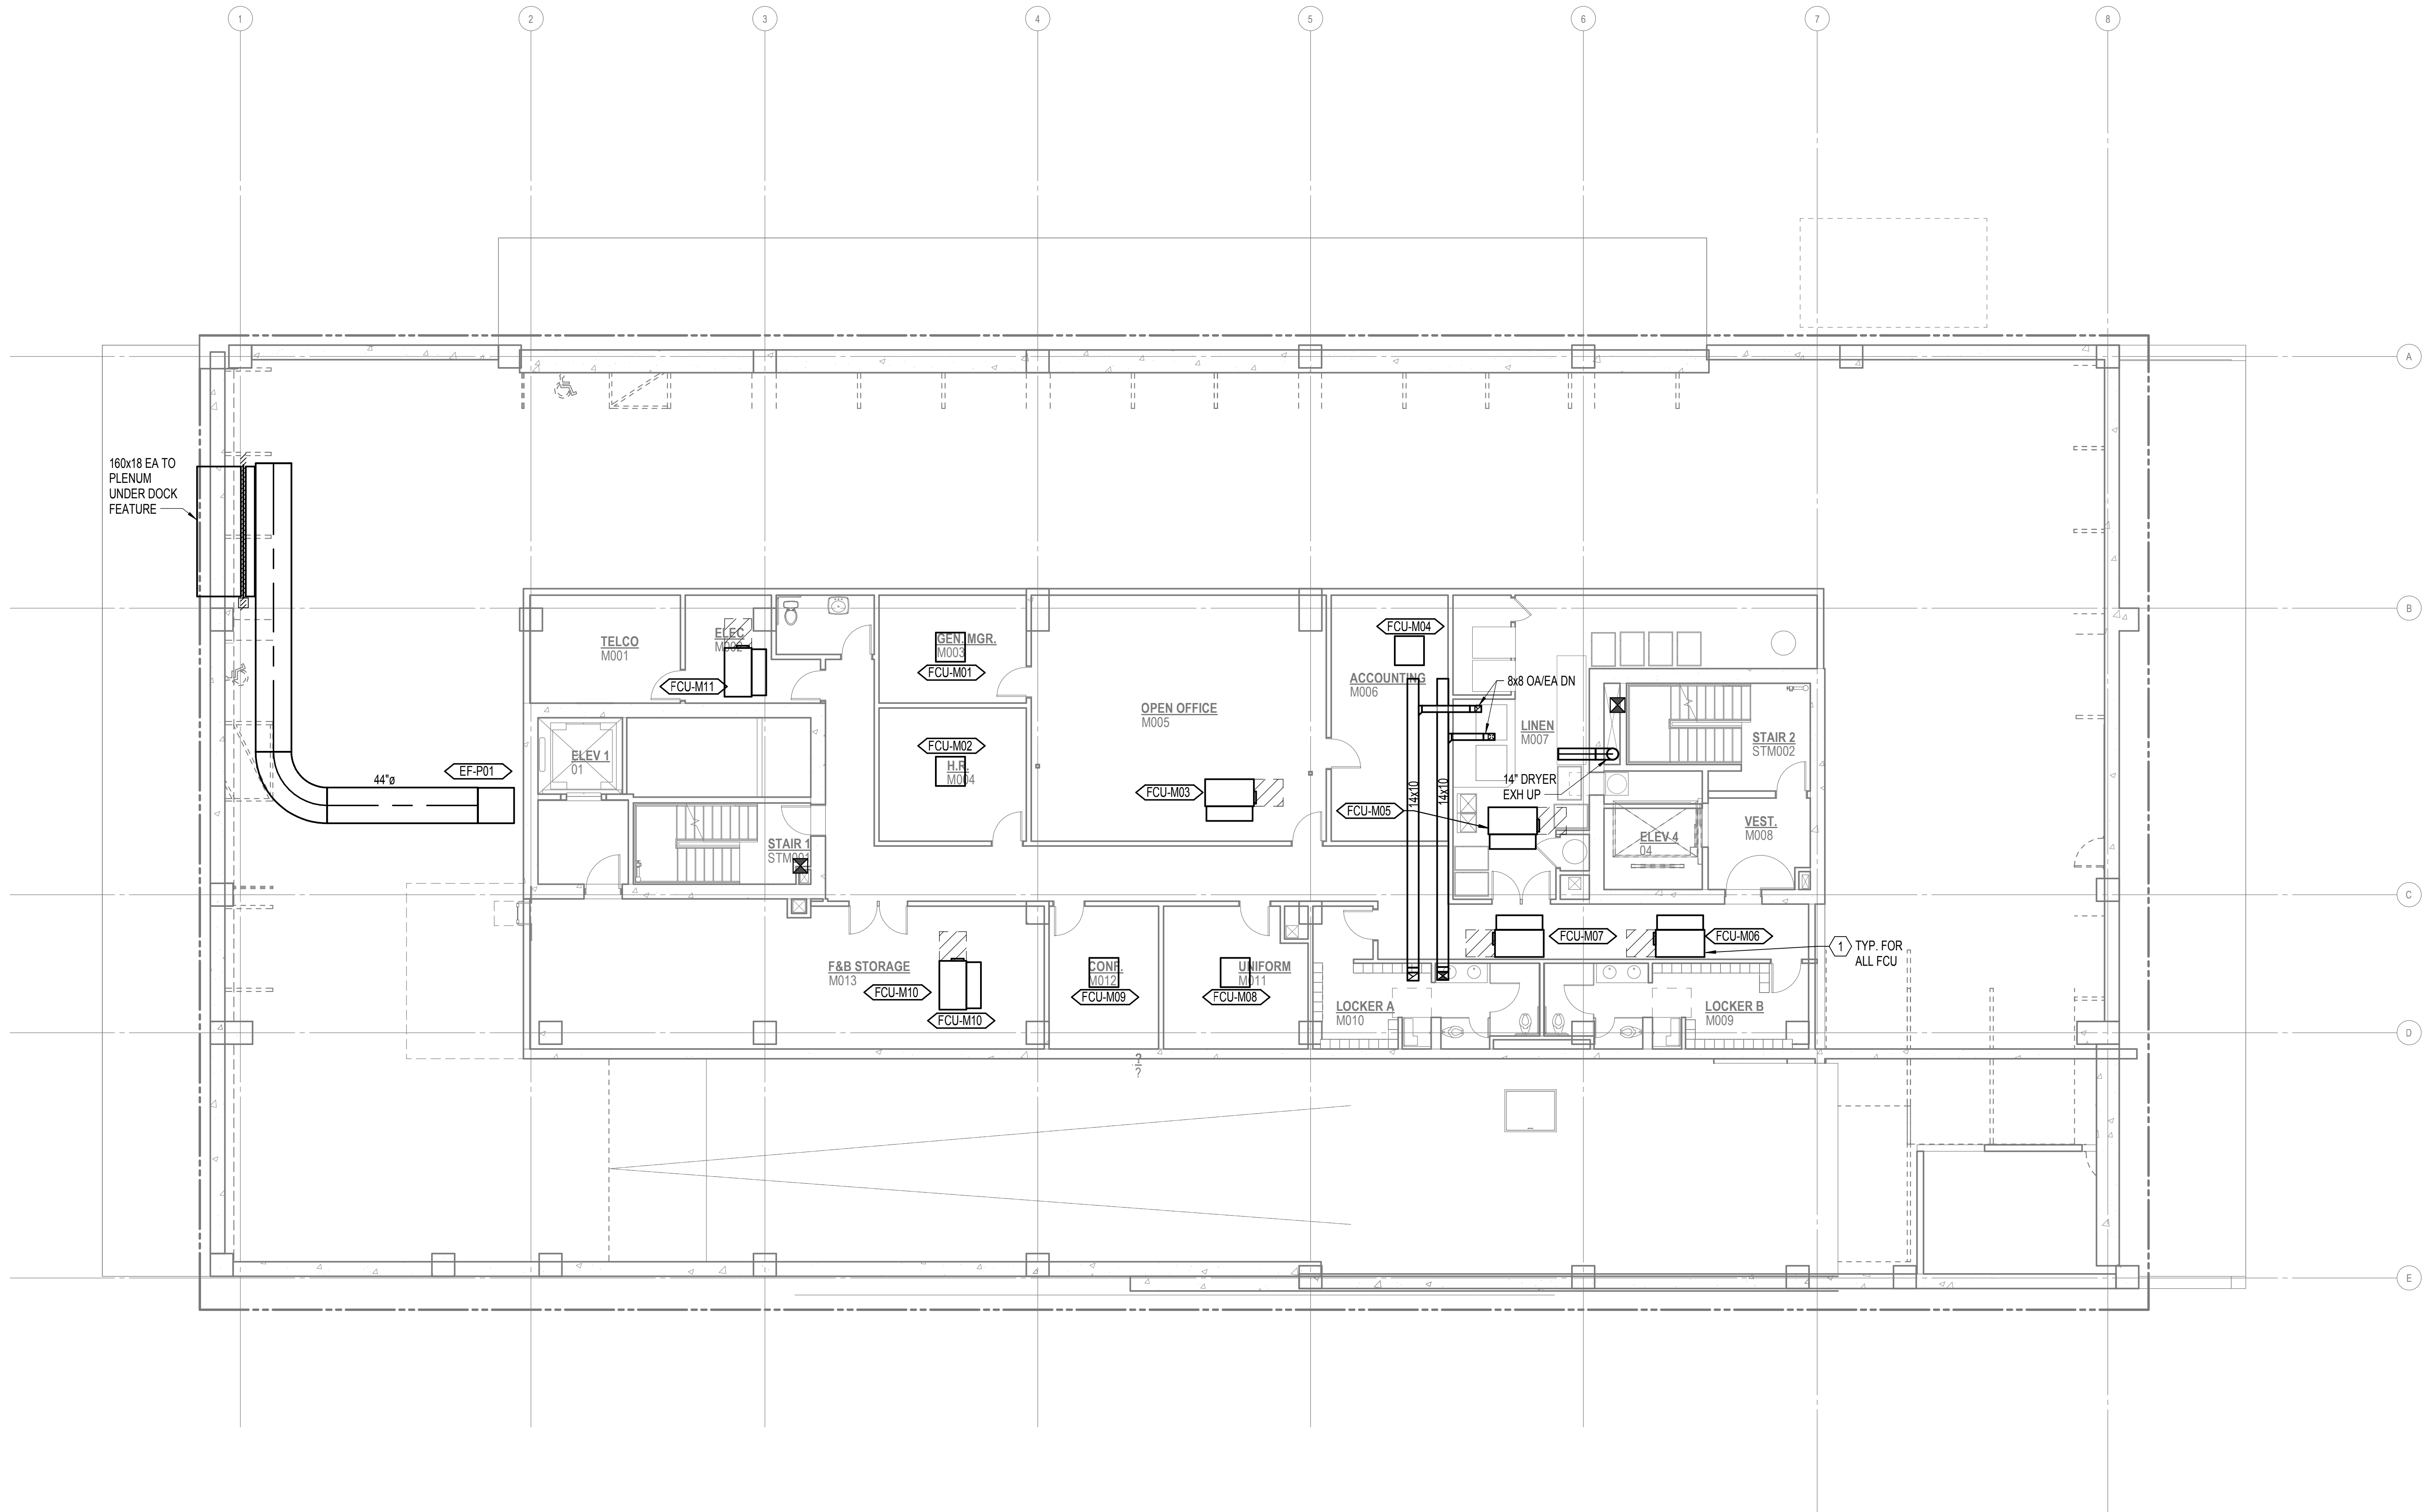 1
2
3
4
5
6
7
8
A
160x18 EA TO
PLENUM
UNDER DOCK
FEATURE
B
TELCO
M001
ELEC
M002
GEN. MGR.
M003
FCU-M01
FCU-M11
FCU-M04
ACCOUNTING
M006
8x8 OA/EA DN
OPEN OFFICE
M005
LINEN
M007
STAIR 2
STM002
FCU-M02
H.R.
M004
ELEV 1
01
EF-P01
44"ø
FCU-M03
14x10
14x10
14" DRYER
EXH UP
FCU-M05
VEST.
M008
ELEV 4
04
STAIR 1
STM001
C
FCU-M07
FCU-M06
1
TYP. FOR
ALL FCU
F&B STORAGE
M013
FCU-M10
FCU-M10
CONF.
M012
FCU-M09
UNIFORM
M011
FCU-M08
LOCKER A
M010
LOCKER B
M009
D
?
?
E